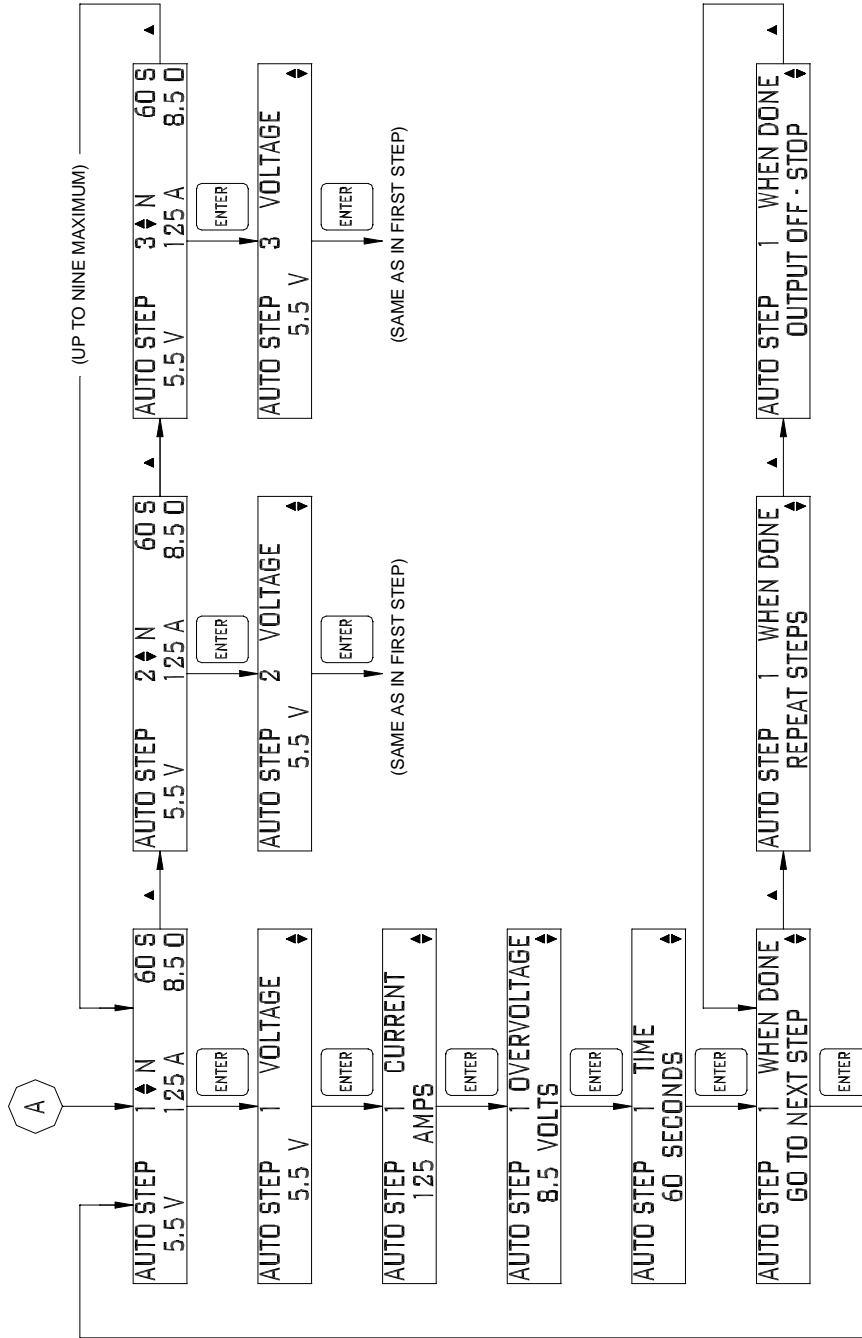 A
(UP TO NINE MAXIMUM)
AUTO STEP 1 N 60 S
5.5 V 125 A 8.5 O
AUTO STEP 2 N 60 S
5.5 V 125 A 8.5 O
AUTO STEP 3 N 60 S
5.5 V 125 A 8.5 O
ENTER
ENTER
ENTER
AUTO STEP 1 VOLTAGE
5.5 V
AUTO STEP 2 VOLTAGE
5.5 V
AUTO STEP 3 VOLTAGE
5.5 V
ENTER
ENTER
ENTER
(SAME AS IN FIRST STEP)
(SAME AS IN FIRST STEP)
AUTO STEP 1 CURRENT
125 AMPS
ENTER
AUTO STEP 1 OVERVOLTAGE
8.5 VOLTS
ENTER
AUTO STEP 1 TIME
60 SECONDS
ENTER
AUTO STEP 1 WHEN DONE
GO TO NEXT STEP
AUTO STEP 1 WHEN DONE
REPEAT STEPS
AUTO STEP 1 WHEN DONE
OUTPUT OFF - STOP
ENTER